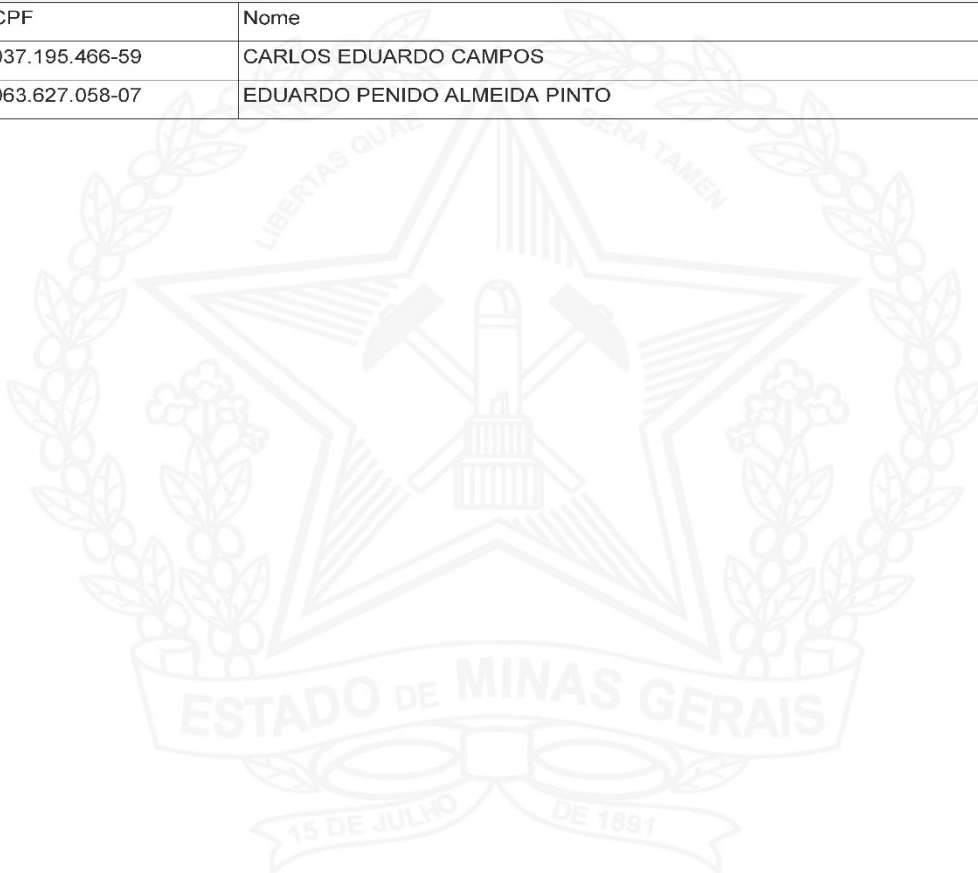 CPF Nome
037.195.466-59 CARLOS EDUARDO CAMPOS
063.627.058-07 EDUARDO PENIDO ALMEIDA PINTO
LIBERTAS QUAE SERA TAMEN
ESTADO DE MINAS GERAIS
15 DE JULHO DE 1891